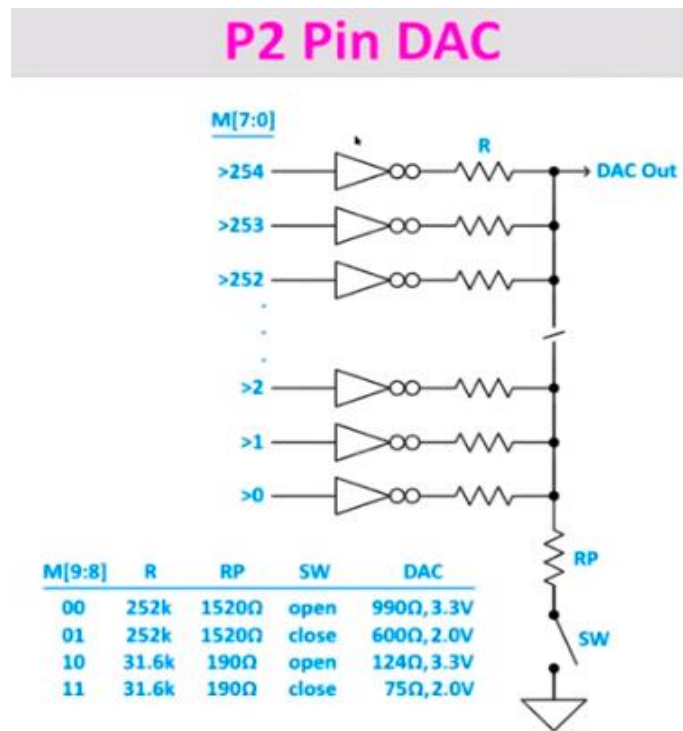 P2 Pin DAC
M[7:0]
R
>254
DAC Out
>253
>252
>2
>1
>0
RP
SW
M[9:8] R RP SW DAC
00 252k 1520Ω open 990Ω,3.3V
01 252k 1520Ω close 600Ω,2.0V
10 31.6k 190Ω open 124Ω,3.3V
11 31.6k 190Ω close 75Ω,2.0V